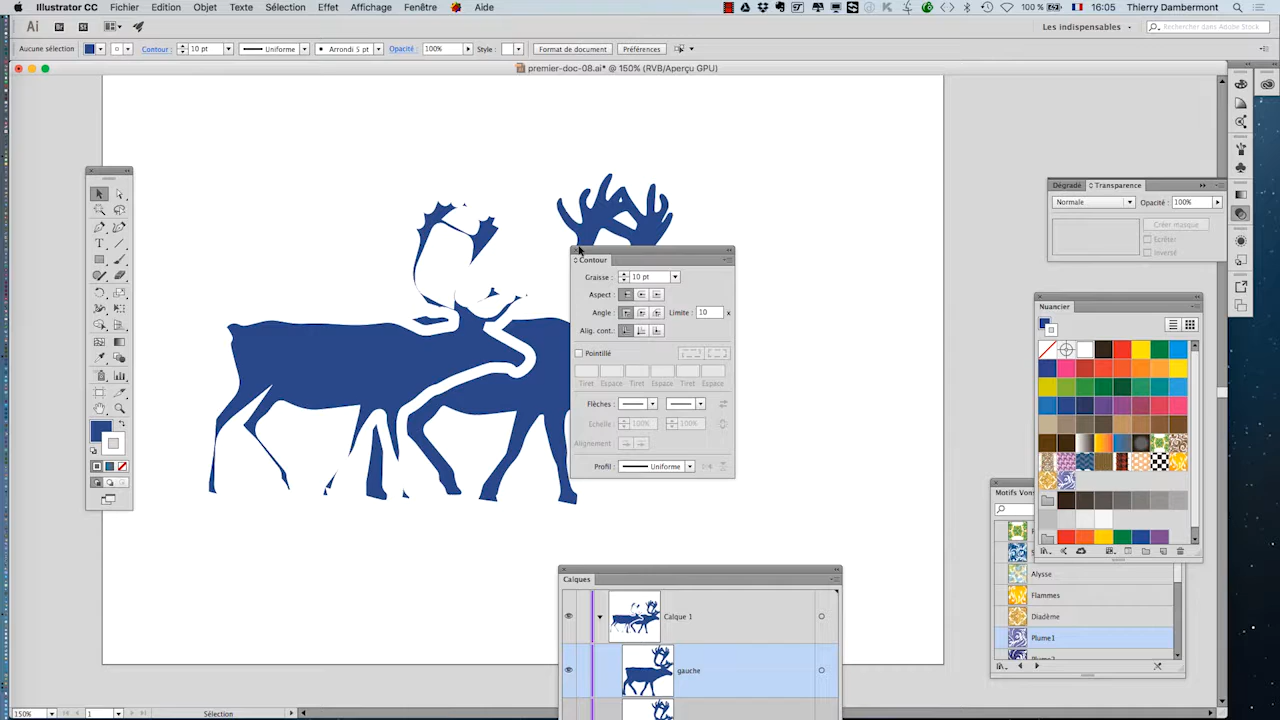 Illustrator CC Fichier Edition Objet Texte Sélection Effet Affichage Fenêtre Aide 100 % 16:05 Thierry Dambermont
Ai Les indispensables Rechercher dans Adobe Stock
Aucune sélection Contour : 10 pt Uniforme Arrondi 5 pt Opacité : 100% Style : Format de document Préférences
premier-doc-08.ai* @ 150% (RVB/Aperçu GPU)
Dégradé Transparence
Normale Opacité : 100%
Créer masque
Ecrêter
Inversé
Contour
Graisse : 10 pt
Aspect :
Angle : Limite : 10 x
Alig. cont. :
Pointillé
Tiret Espace Tiret Espace Tiret Espace
Flèches :
Echelle : 100% 100%
Alignement :
Profil : Uniforme
Nuancier
Motifs Von
Alysse
Flammes
Diadème
Plume1
Calques
Calque 1
gauche
150% 1 Sélection